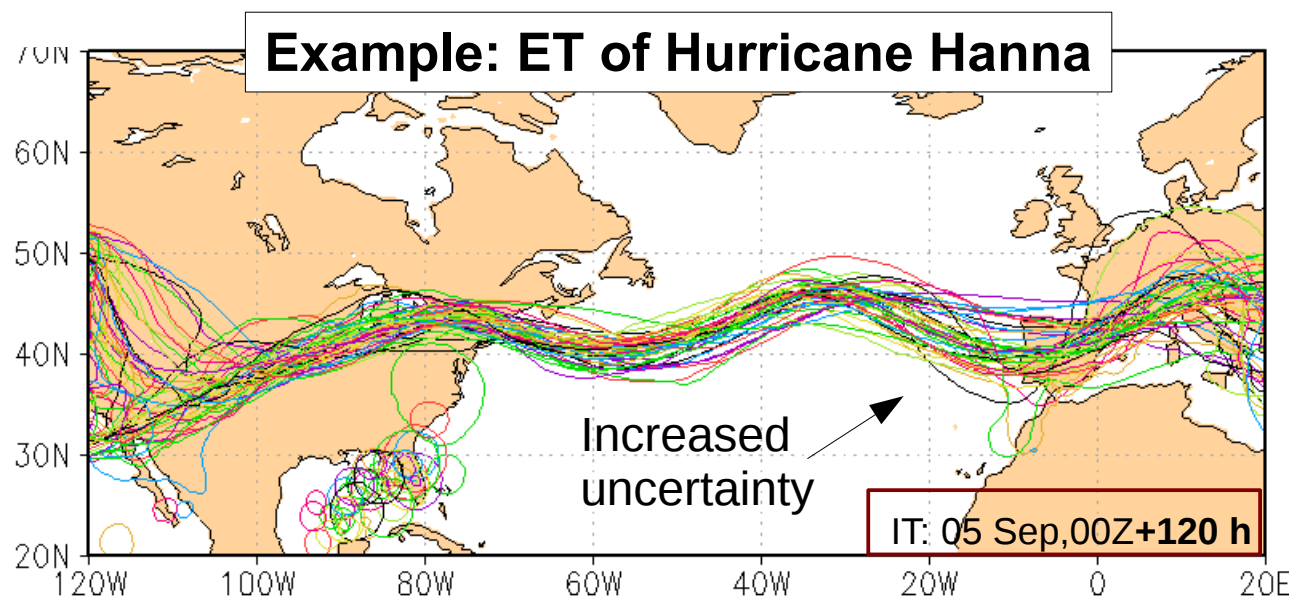 Example: ET of Hurricane Hanna
70N
60N
50N
40N
30N
20N
Increased
uncertainty
IT: 05 Sep,00Z+120 h
120W 100W 80W 60W 40W 20W 0 20E